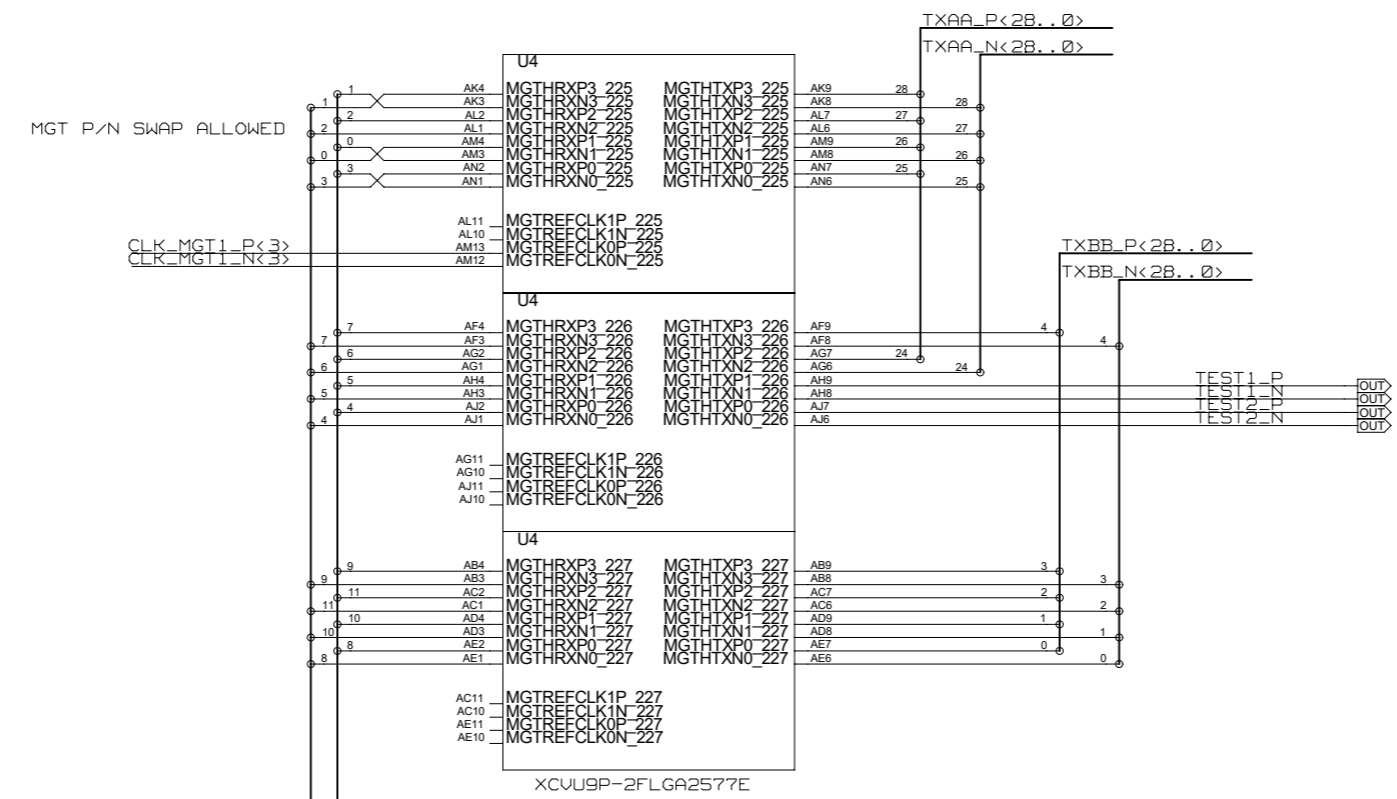 TXAA_P<28..0>
TXAA_N<28..0>
U4
1 AK4 MGTHRXP3_225 MGTHTXP3_225 AK9 28
1 AK3 MGTHRXN3_225 MGTHTXN3_225 AK8 28
2 AL2 MGTHRXP2_225 MGTHTXP2_225 AL7 27
MGT P/N SWAP ALLOWED
2 AL1 MGTHRXN2_225 MGTHTXN2_225 AL6 27
0 AM4 MGTHRXP1_225 MGTHTXP1_225 AM9 26
0 AM3 MGTHRXN1_225 MGTHTXN1_225 AM8 26
3 AN2 MGTHRXP0_225 MGTHTXP0_225 AN7 25
3 AN1 MGTHRXN0_225 MGTHTXN0_225 AN6 25
AL11 MGTREFCLK1P_225
AL10 MGTREFCLK1N_225
CLK_MGT1_P<3> AM13 MGTREFCLK0P_225
CLK_MGT1_N<3> AM12 MGTREFCLK0N_225
TXBB_P<28..0>
TXBB_N<28..0>
U4
7 AF4 MGTHRXP3_226 MGTHTXP3_226 AF9 4
7 AF3 MGTHRXN3_226 MGTHTXN3_226 AF8 4
6 AG2 MGTHRXP2_226 MGTHTXP2_226 AG7 24
6 AG1 MGTHRXN2_226 MGTHTXN2_226 AG6 24
5 AH4 MGTHRXP1_226 MGTHTXP1_226 AH9 TEST1_P OUT
5 AH3 MGTHRXN1_226 MGTHTXN1_226 AH8 TEST1_N OUT
4 AJ2 MGTHRXP0_226 MGTHTXP0_226 AJ7 TEST2_P OUT
4 AJ1 MGTHRXN0_226 MGTHTXN0_226 AJ6 TEST2_N OUT
AG11 MGTREFCLK1P_226
AG10 MGTREFCLK1N_226
AJ11 MGTREFCLK0P_226
AJ10 MGTREFCLK0N_226
U4
9 AB4 MGTHRXP3_227 MGTHTXP3_227 AB9 3
9 AB3 MGTHRXN3_227 MGTHTXN3_227 AB8 3
11 AC2 MGTHRXP2_227 MGTHTXP2_227 AC7 2
11 AC1 MGTHRXN2_227 MGTHTXN2_227 AC6 2
10 AD4 MGTHRXP1_227 MGTHTXP1_227 AD9 1
10 AD3 MGTHRXN1_227 MGTHTXN1_227 AD8 1
8 AE2 MGTHRXP0_227 MGTHTXP0_227 AE7 0
8 AE1 MGTHRXN0_227 MGTHTXN0_227 AE6 0
AC11 MGTREFCLK1P_227
AC10 MGTREFCLK1N_227
AE11 MGTREFCLK0P_227
AE10 MGTREFCLK0N_227
XCVU9P-2FLGA2577E